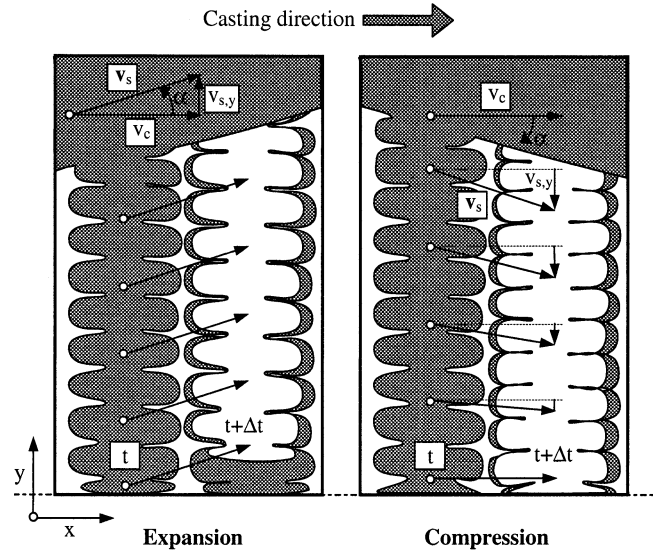 Casting direction
v_s
α
v_s,y
v_c
t
t+Δt
v_c
α
v_s,y
v_s
t
t+Δt
y
x
Expansion
Compression